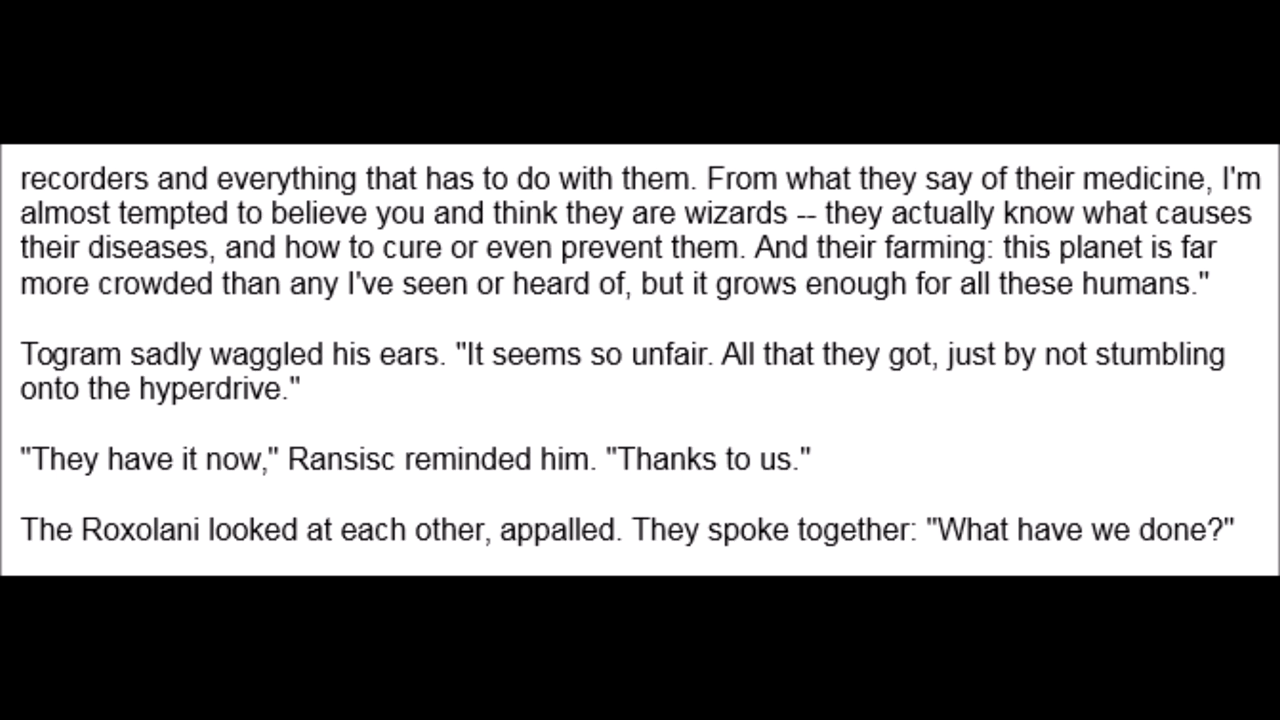 recorders and everything that has to do with them. From what they say of their medicine, I'm
almost tempted to believe you and think they are wizards -- they actually know what causes
their diseases, and how to cure or even prevent them. And their farming: this planet is far
more crowded than any I've seen or heard of, but it grows enough for all these humans."
Togram sadly waggled his ears. "It seems so unfair. All that they got, just by not stumbling
onto the hyperdrive."
"They have it now," Ransisc reminded him. "Thanks to us."
The Roxolani looked at each other, appalled. They spoke together: "What have we done?"